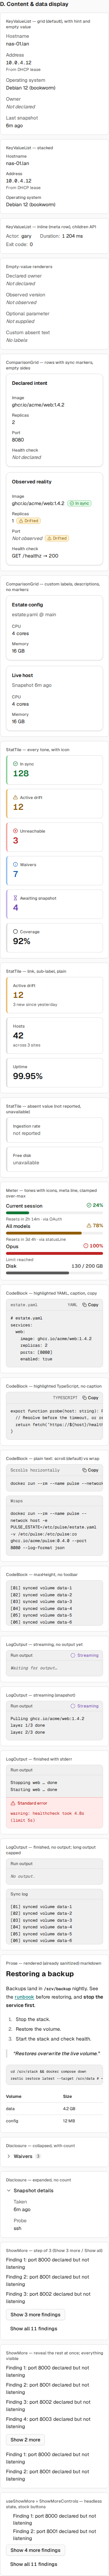 D. Content & data display
KeyValueList — grid (default), with hint and
empty value
Hostname
nas-01.lan
Address
10.0.4.12
From DHCP lease
Operating system
Debian 12 (bookworm)
Owner
Not declared
Last snapshot
6m ago
KeyValueList — stacked
Hostname
nas-01.lan
Address
10.0.4.12
From DHCP lease
Operating system
Debian 12 (bookworm)
KeyValueList — inline (meta row), children API
Actor: gary Duration: 1 204 ms
Exit code: 0
Empty-value renderers
Declared owner
Not declared
Observed version
Not observed
Optional parameter
Not supplied
Custom absent text
No labels
ComparisonGrid — rows with sync markers,
empty sides
Declared intent
Image
ghcr.io/acme/web:1.4.2
Replicas
2
Port
8080
Health check
Not declared
Observed reality
Image
ghcr.io/acme/web:1.4.2 In sync
Replicas
1 Drifted
Port
Not observed Drifted
Health check
GET /healthz → 200
ComparisonGrid — custom labels, descriptions,
no markers
Estate config
estate.yaml @ main
CPU
4 cores
Memory
16 GB
Live host
Snapshot 6m ago
CPU
4 cores
Memory
16 GB
StatTile — every tone, with icon
In sync
128
Active drift
12
Unreachable
3
Waivers
7
Awaiting snapshot
4
Coverage
92%
StatTile — link, sub-label, plain
Active drift
12
3 new since yesterday
Hosts
42
across 3 sites
Uptime
99.95%
StatTile — absent value (not reported,
unavailable)
Ingestion rate
not reported
Free disk
unavailable
Meter — tones with icons, meta line, clamped
over max
Current session 24%
Resets in 2h 14m · via OAuth
All models 78%
Resets in 3d 4h · via statusLine
Opus 100%
Limit reached
Disk 130 / 200 GB
CodeBlock — highlighted YAML, caption, copy
estate.yaml YAML Copy
# estate.yaml
services:
web:
image: ghcr.io/acme/web:1.4.2
replicas: 2
ports: [8080]
enabled: true
CodeBlock — highlighted TypeScript, no caption
TYPESCRIPT Copy
export function probe(host: string): P
// Resolve before the timeout, or su
return fetch(`https://${host}/health
}
CodeBlock — plain text: scroll (default) vs wrap
Scrolls horizontally Copy
docker run --rm --name pulse --network
Wraps
docker run --rm --name pulse --
network host -e
PULSE_ESTATE=/etc/pulse/estate.yaml
-v /etc/pulse:/etc/pulse:ro
ghcr.io/acme/pulse:0.4.0 --port
8080 --log-format json
CodeBlock — maxHeight, no toolbar
[01] synced volume data-1
[02] synced volume data-2
[03] synced volume data-3
[04] synced volume data-4
[05] synced volume data-5
[06] synced volume data-6
LogOutput — streaming, no output yet
Run output Streaming
Waiting for output…
LogOutput — streaming (snapshot)
Run output Streaming
Pulling ghcr.io/acme/web:1.4.2
layer 1/3 done
layer 2/3 done
LogOutput — finished with stderr
Run output
Stopping web … done
Starting web … done
Standard error
warning: healthcheck took 4.8s
(limit 5s)
LogOutput — finished, no output; long output
capped
Run output
No output.
Sync log
[01] synced volume data-1
[02] synced volume data-2
[03] synced volume data-3
[04] synced volume data-4
[05] synced volume data-5
[06] synced volume data-6
Prose — rendered (already sanitized) markdown
Restoring a backup
Backups land in /srv/backup nightly. See
the runbook before restoring, and stop the
service first.
1. Stop the stack.
2. Restore the volume.
3. Start the stack and check health.
"Restores overwrite the live volume."
cd /srv/stack && docker compose down
Volume Size
data 4.2 GB
config 12 MB
Disclosure — collapsed, with count
Waivers 3
Disclosure — expanded, no count
Snapshot details
Taken
6m ago
Probe
ssh
ShowMore — step of 3 (Show 3 more / Show all)
Finding 1: port 8000 declared but not
listening
Finding 2: port 8001 declared but not
listening
Finding 3: port 8002 declared but not
listening
Show 3 more findings
Show all 11 findings
ShowMore — reveal the rest at once; everything
visible
Finding 1: port 8000 declared but not
listening
Finding 2: port 8001 declared but not
listening
Finding 3: port 8002 declared but not
listening
Finding 4: port 8003 declared but not
listening
Show 2 more
Finding 1: port 8000 declared but not
listening
Finding 2: port 8001 declared but not
listening
useShowMore + ShowMoreControls — headless
state, stock buttons
Finding 1: port 8000 declared but not
listening
Finding 2: port 8001 declared but not
listening
Show 4 more findings
Show all 11 findings